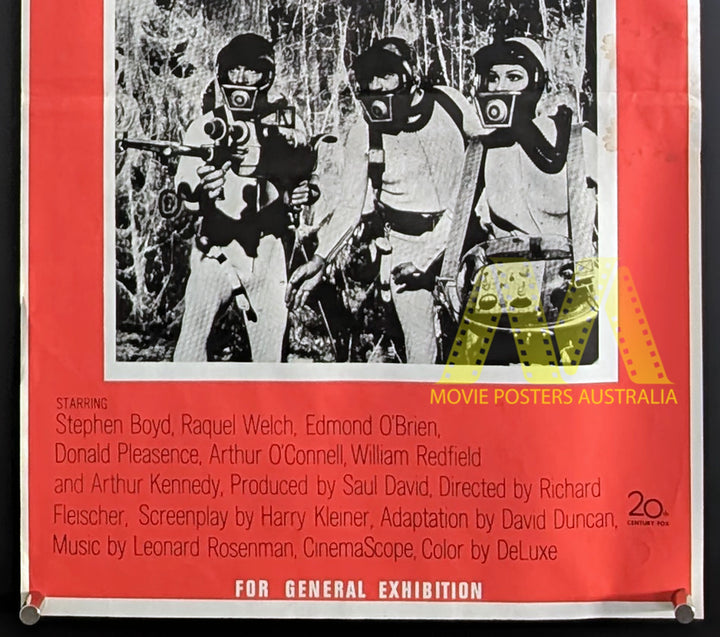 AM
MOVIE POSTERS AUSTRALIA
STARRING
Stephen Boyd, Raquel Welch, Edmond O'Brien,
Donald Pleasence, Arthur O'Connell, William Redfield
and Arthur Kennedy, Produced by Saul David, Directed by Richard
Fleischer, Screenplay by Harry Kleiner, Adaptation by David Duncan,
Music by Leonard Rosenman, CinemaScope, Color by DeLuxe
20th
CENTURY-FOX
FOR GENERAL EXHIBITION